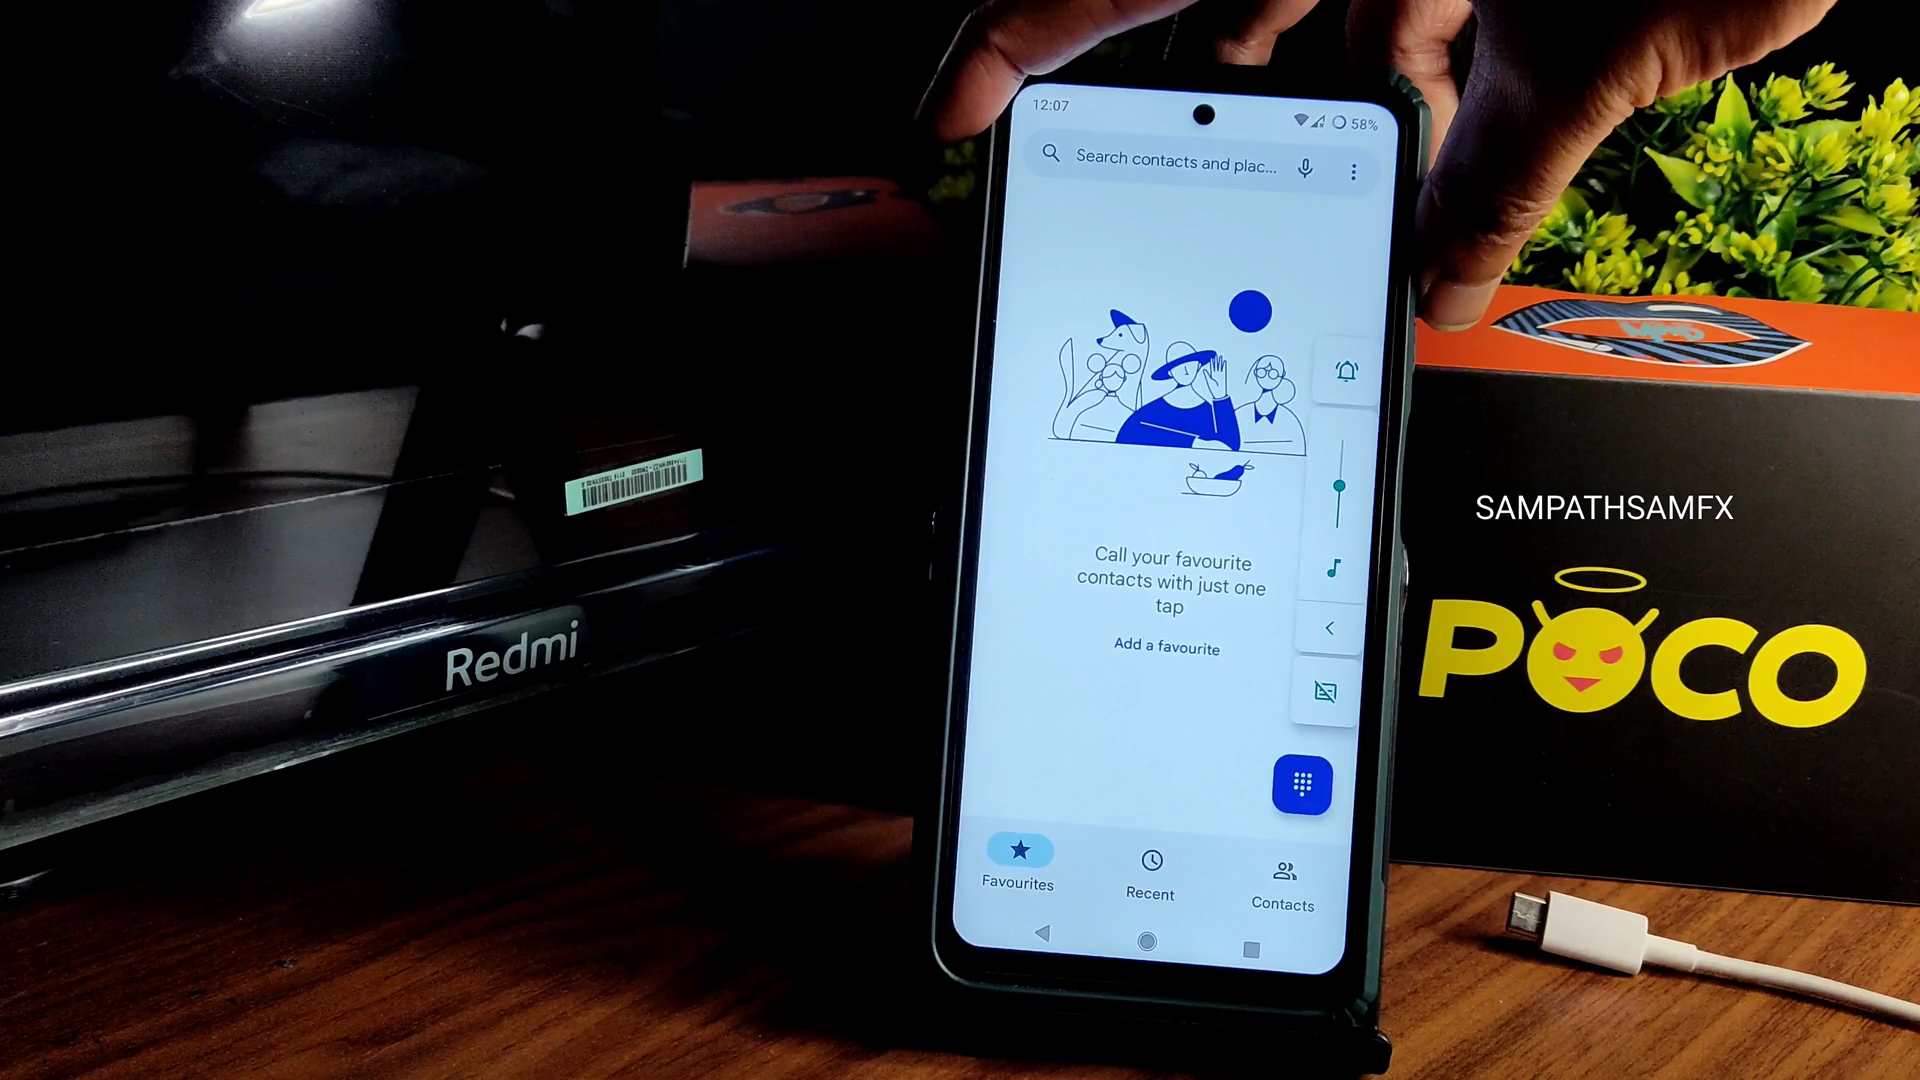 12:07
58%
Search contacts and plac...
Call your favourite
contacts with just one
tap
Add a favourite
Favourites
Recent
Contacts
Redmi
SAMPATHSAMFX
POCO